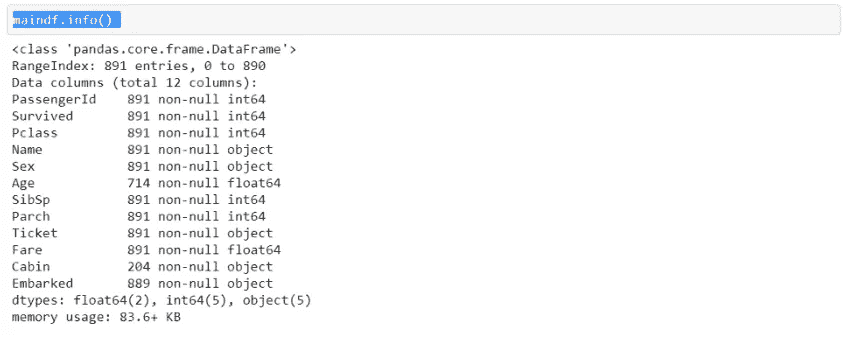 maindf.info()
<class 'pandas.core.frame.DataFrame'>
RangeIndex: 891 entries, 0 to 890
Data columns (total 12 columns):
PassengerId    891 non-null int64
Survived       891 non-null int64
Pclass         891 non-null int64
Name           891 non-null object
Sex            891 non-null object
Age            714 non-null float64
SibSp          891 non-null int64
Parch          891 non-null int64
Ticket         891 non-null object
Fare           891 non-null float64
Cabin          204 non-null object
Embarked       889 non-null object
dtypes: float64(2), int64(5), object(5)
memory usage: 83.6+ KB